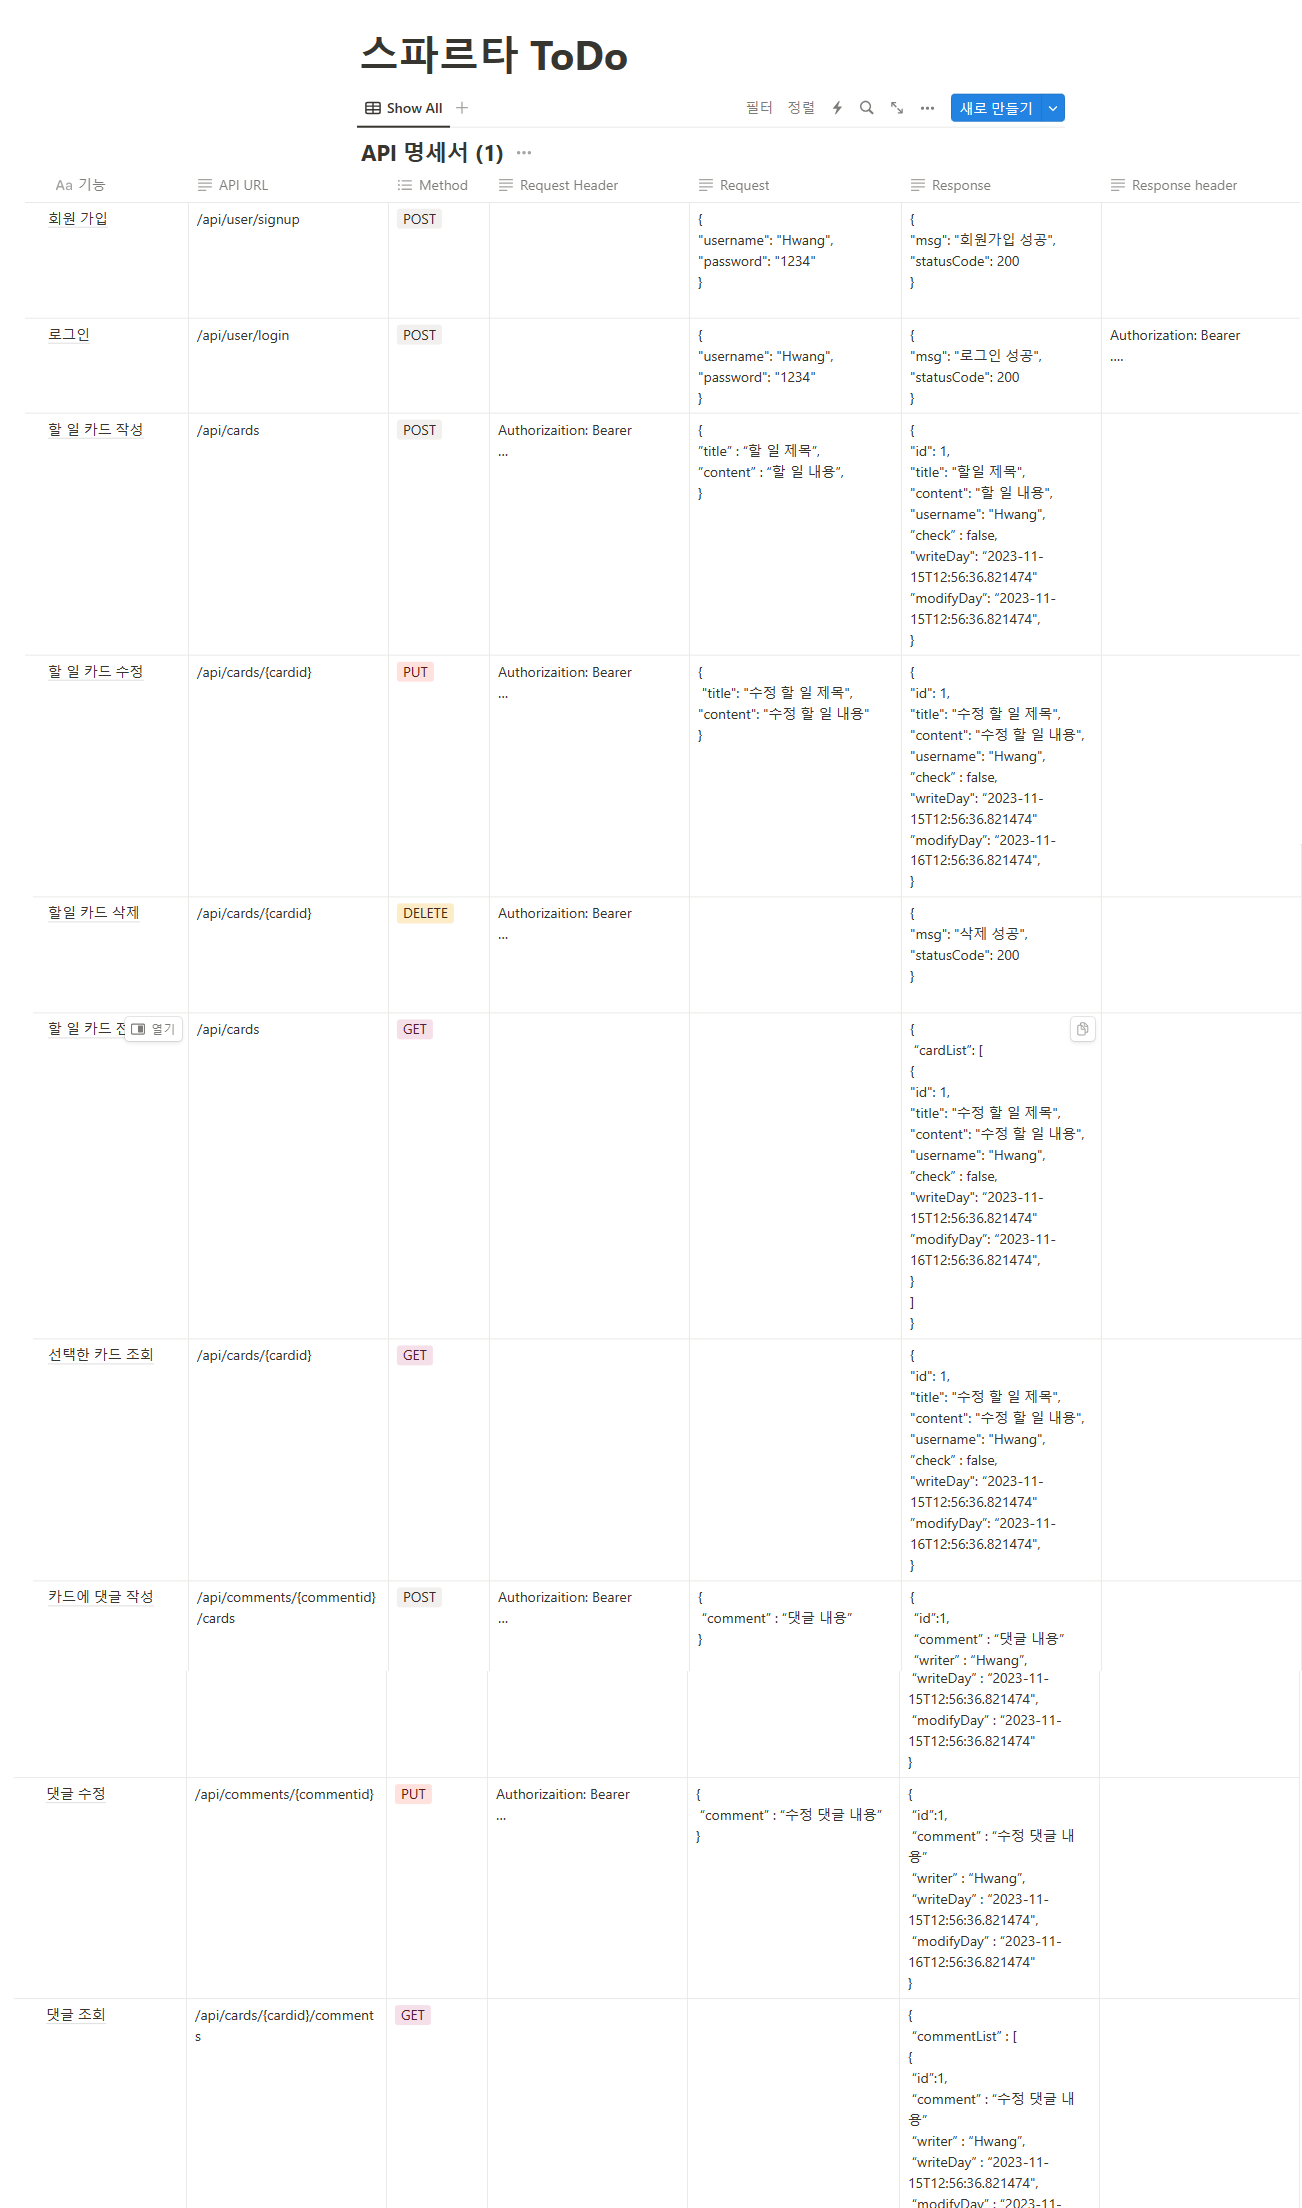 스파르타 ToDo
Show All
필터 정렬 새로 만들기
API 명세서 (1)
Aa 기능 API URL Method Request Header Request Response Response header
회원 가입 /api/user/signup POST
{
"username": "Hwang",
"password": "1234"
}
{
"msg": "회원가입 성공",
"statusCode": 200
}
로그인 /api/user/login POST
{
"username": "Hwang",
"password": "1234"
}
{
"msg": "로그인 성공",
"statusCode": 200
}
Authorization: Bearer
....
할 일 카드 작성 /api/cards POST
Authorizaition: Bearer
...
{
”title” : “할 일 제목”,
”content” : “할 일 내용”,
}
{
"id": 1,
"title": "할일 제목",
"content": "할 일 내용",
"username": "Hwang",
”check” : false,
"writeDay": “2023-11-
15T12:56:36.821474"
”modifyDay”: “2023-11-
15T12:56:36.821474",
}
할 일 카드 수정 /api/cards/{cardid} PUT
Authorizaition: Bearer
...
{
"title": "수정 할 일 제목",
"content": "수정 할 일 내용"
}
{
"id": 1,
"title": "수정 할 일 제목",
"content": "수정 할 일 내용",
"username": "Hwang",
”check” : false,
"writeDay": “2023-11-
15T12:56:36.821474"
”modifyDay”: “2023-11-
16T12:56:36.821474",
}
할일 카드 삭제 /api/cards/{cardid} DELETE
Authorizaition: Bearer
...
{
"msg": "삭제 성공",
"statusCode": 200
}
할 일 카드 열기 /api/cards GET
{
“cardList”: [
{
"id": 1,
"title": "수정 할 일 제목",
"content": "수정 할 일 내용",
"username": "Hwang",
”check” : false,
"writeDay": “2023-11-
15T12:56:36.821474"
”modifyDay”: “2023-11-
16T12:56:36.821474",
}
]
}
선택한 카드 조회 /api/cards/{cardid} GET
{
"id": 1,
"title": "수정 할 일 제목",
"content": "수정 할 일 내용",
"username": "Hwang",
”check” : false,
"writeDay": “2023-11-
15T12:56:36.821474"
”modifyDay”: “2023-11-
16T12:56:36.821474",
}
카드에 댓글 작성
/api/comments/{commentid}
/cards
POST
Authorizaition: Bearer
...
{
“comment” : “댓글 내용”
}
{
“id”:1,
“comment” : “댓글 내용”
“writer” : “Hwang”,
“writeDay” : “2023-11-
15T12:56:36.821474",
“modifyDay” : “2023-11-
15T12:56:36.821474"
}
댓글 수정 /api/comments/{commentid} PUT
Authorizaition: Bearer
...
{
“comment” : “수정 댓글 내용”
}
{
“id”:1,
“comment” : “수정 댓글 내
용”
“writer” : “Hwang”,
“writeDay” : “2023-11-
15T12:56:36.821474",
“modifyDay” : “2023-11-
16T12:56:36.821474"
}
댓글 조회
/api/cards/{cardid}/comment
s
GET
{
“commentList” : [
{
“id”:1,
“comment” : “수정 댓글 내
용”
“writer” : “Hwang”,
“writeDay” : “2023-11-
15T12:56:36.821474",
“modifyDay” : “2023-11-